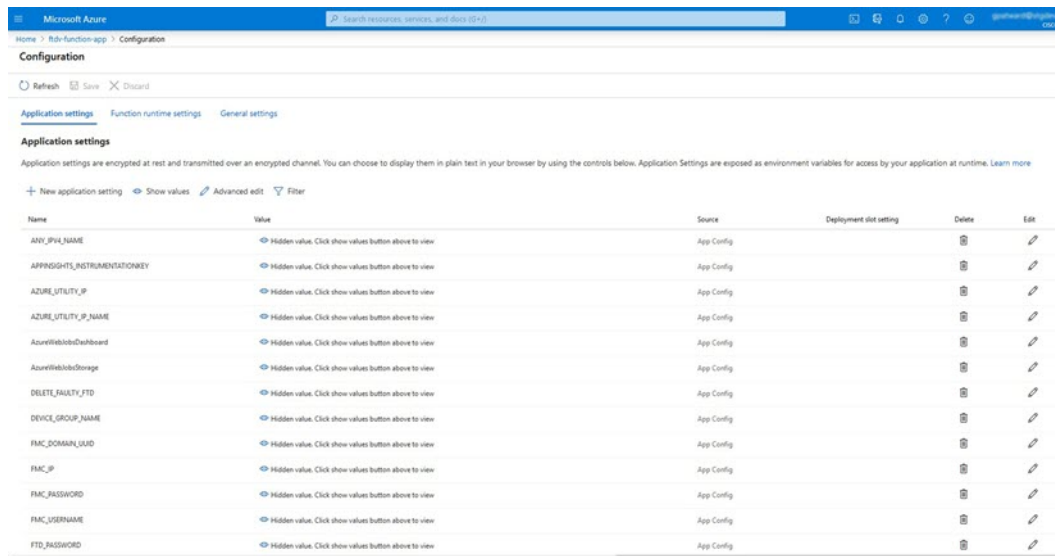 Microsoft Azure
Search resources, services, and docs (G+/)
Home > ftdv-function-app > Configuration
Configuration
Refresh Save Discard
Application settings Function runtime settings General settings
Application settings
Application settings are encrypted at rest and transmitted over an encrypted channel. You can choose to display them in plain text in your browser by using the controls below. Application Settings are exposed as environment variables for access by your application at runtime. Learn more
New application setting Show values Advanced edit Filter
Name Value Source Deployment slot setting Delete Edit
ANY_IPV4_NAME Hidden value. Click show values button above to view App Config
APPINSIGHTS_INSTRUMENTATIONKEY Hidden value. Click show values button above to view App Config
AZURE_UTILITY_IP Hidden value. Click show values button above to view App Config
AZURE_UTILITY_IP_NAME Hidden value. Click show values button above to view App Config
AzureWebJobsDashboard Hidden value. Click show values button above to view App Config
AzureWebJobsStorage Hidden value. Click show values button above to view App Config
DELETE_FAULTY_FTD Hidden value. Click show values button above to view App Config
DEVICE_GROUP_NAME Hidden value. Click show values button above to view App Config
FMC_DOMAIN_UUID Hidden value. Click show values button above to view App Config
FMC_IP Hidden value. Click show values button above to view App Config
FMC_PASSWORD Hidden value. Click show values button above to view App Config
FMC_USERNAME Hidden value. Click show values button above to view App Config
FTD_PASSWORD Hidden value. Click show values button above to view App Config